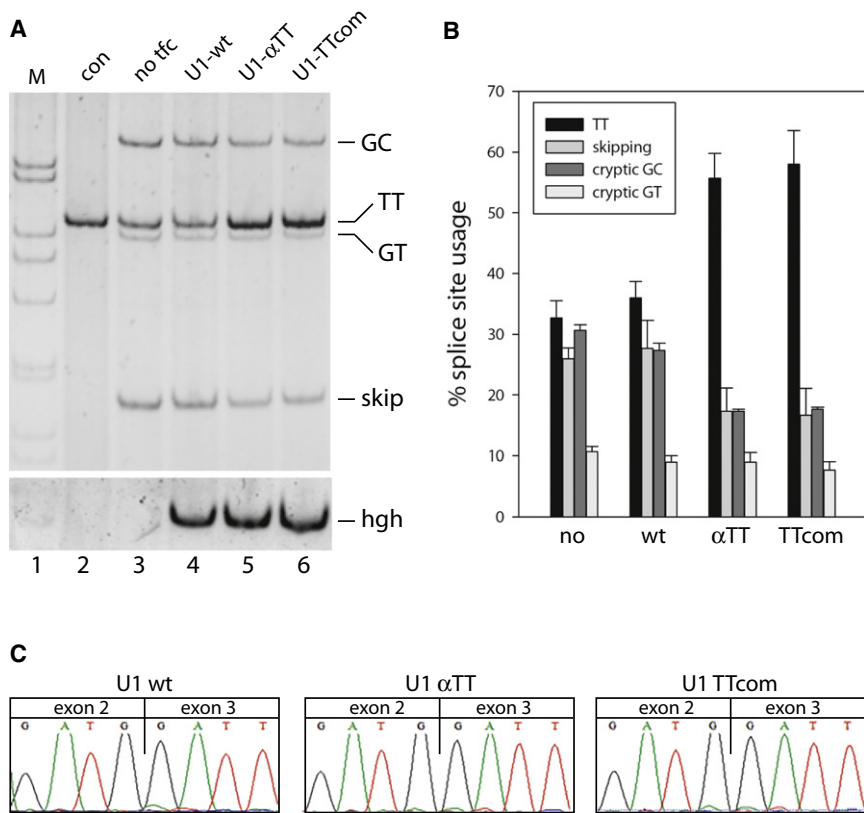 A
M con no tfc U1-wt U1-αTT U1-TTcom
GC
TT
GT
skip
hgh
1 2 3 4 5 6
B
% splice site usage
70
60
50
40
30
20
10
0
TT
skipping
cryptic GC
cryptic GT
no wt αTT TTcom
C
U1 wt
exon 2 exon 3
G A T G G A T T
U1 αTT
exon 2 exon 3
G A T G G A T T
U1 TTcom
exon 2 exon 3
G A T G G A T T